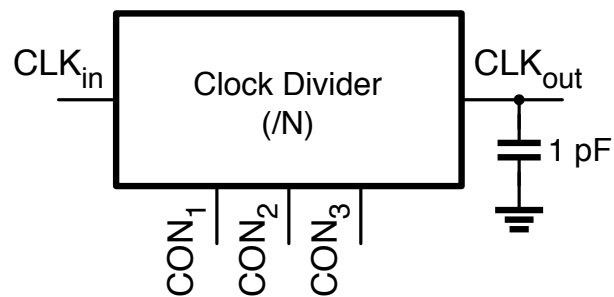 CLK_in
Clock Divider
(/N)
CLK_out
1 pF
CON_1
CON_2
CON_3